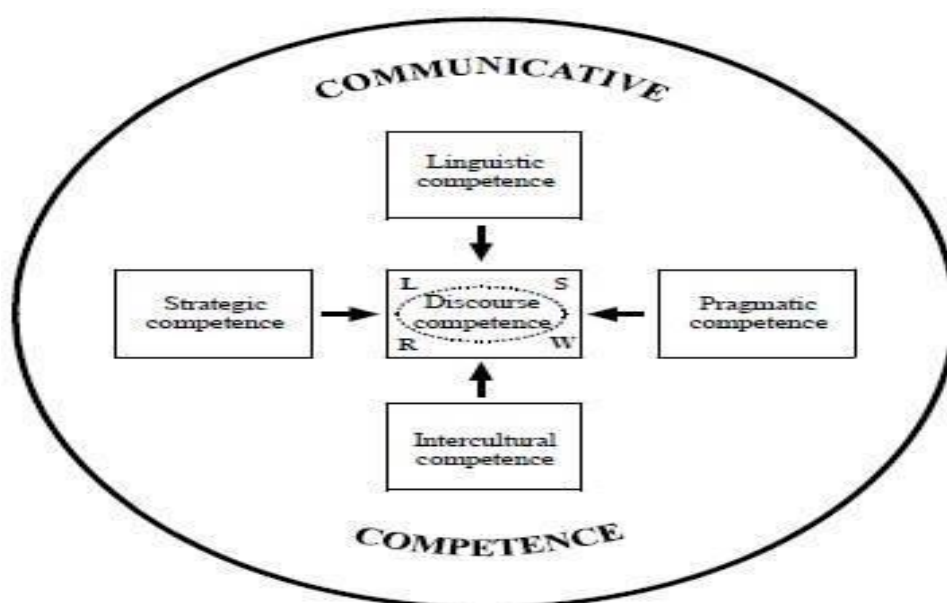 COMMUNICATIVE
Linguistic
competence
Strategic
competence
L S
Discourse
competence
R W
Pragmatic
competence
Intercultural
competence
COMPETENCE